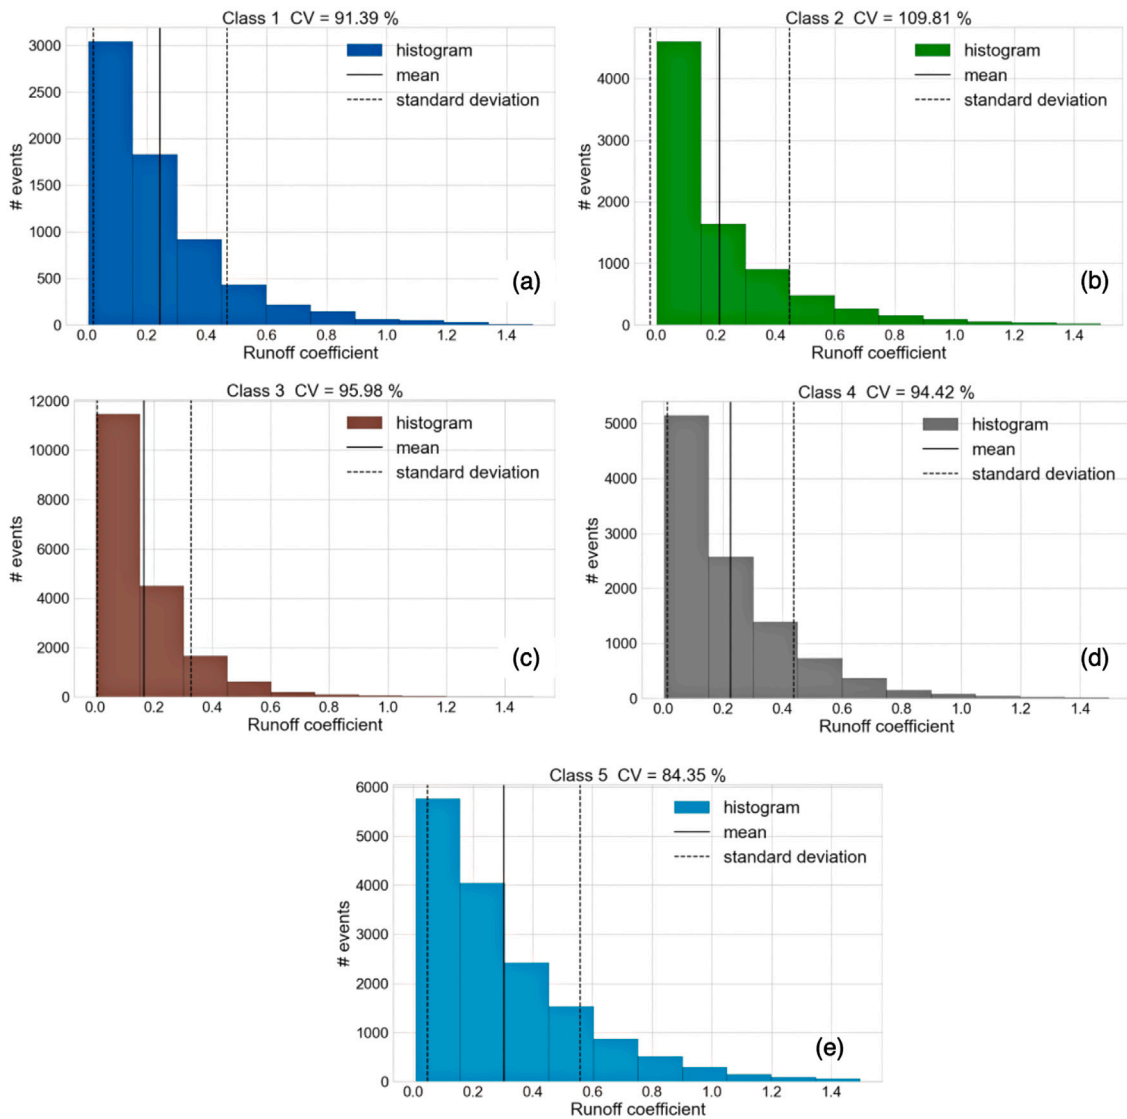 Class 1 CV = 91.39 %
3000
2500
2000
1500
1000
500
0
# events
histogram
mean
standard deviation
(a)
0.0 0.2 0.4 0.6 0.8 1.0 1.2 1.4
Runoff coefficient
Class 2 CV = 109.81 %
4000
3000
2000
1000
0
# events
histogram
mean
standard deviation
(b)
0.0 0.2 0.4 0.6 0.8 1.0 1.2 1.4
Runoff coefficient
Class 3 CV = 95.98 %
12000
10000
8000
6000
4000
2000
0
# events
histogram
mean
standard deviation
(c)
0.0 0.2 0.4 0.6 0.8 1.0 1.2 1.4
Runoff coefficient
Class 4 CV = 94.42 %
5000
4000
3000
2000
1000
0
# events
histogram
mean
standard deviation
(d)
0.0 0.2 0.4 0.6 0.8 1.0 1.2 1.4
Runoff coefficient
Class 5 CV = 84.35 %
6000
5000
4000
3000
2000
1000
0
# events
histogram
mean
standard deviation
(e)
0.0 0.2 0.4 0.6 0.8 1.0 1.2 1.4
Runoff coefficient